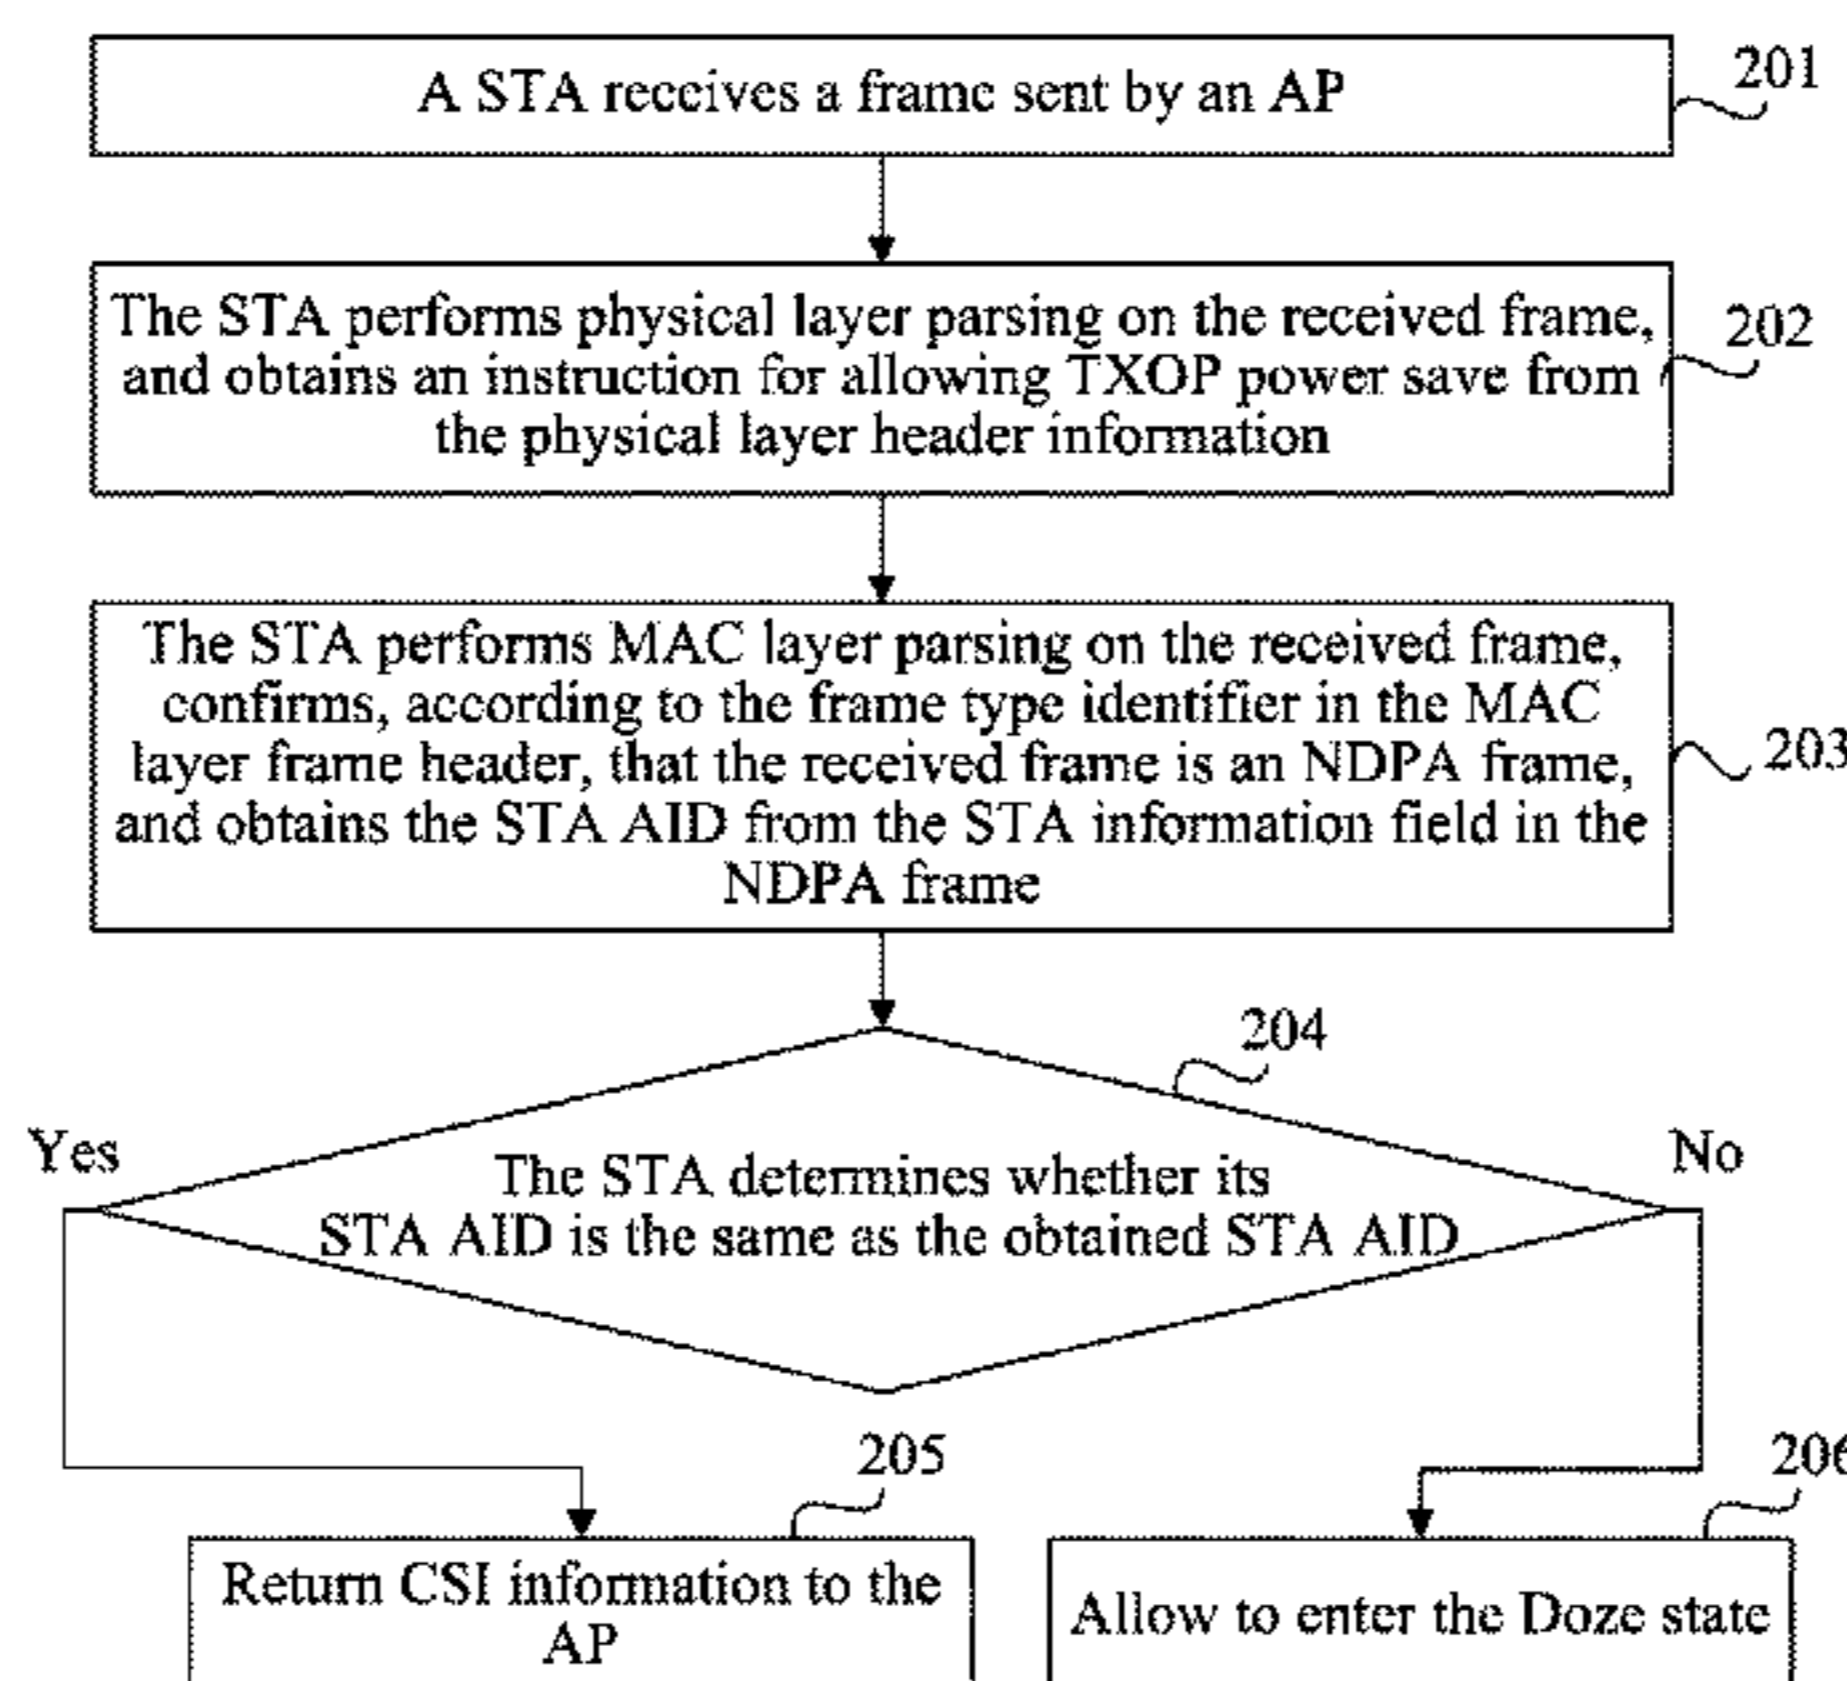 A STA receives a frame sent by an AP
201
The STA performs physical layer parsing on the received frame,
and obtains an instruction for allowing TXOP power save from
the physical layer header information
202
The STA performs MAC layer parsing on the received frame,
confirms, according to the frame type identifier in the MAC
layer frame header, that the received frame is an NDPA frame,
and obtains the STA AID from the STA information field in the
NDPA frame
203
204
Yes
No
The STA determines whether its
STA AID is the same as the obtained STA AID
205
206
Return CSI information to the
AP
Allow to enter the Doze state